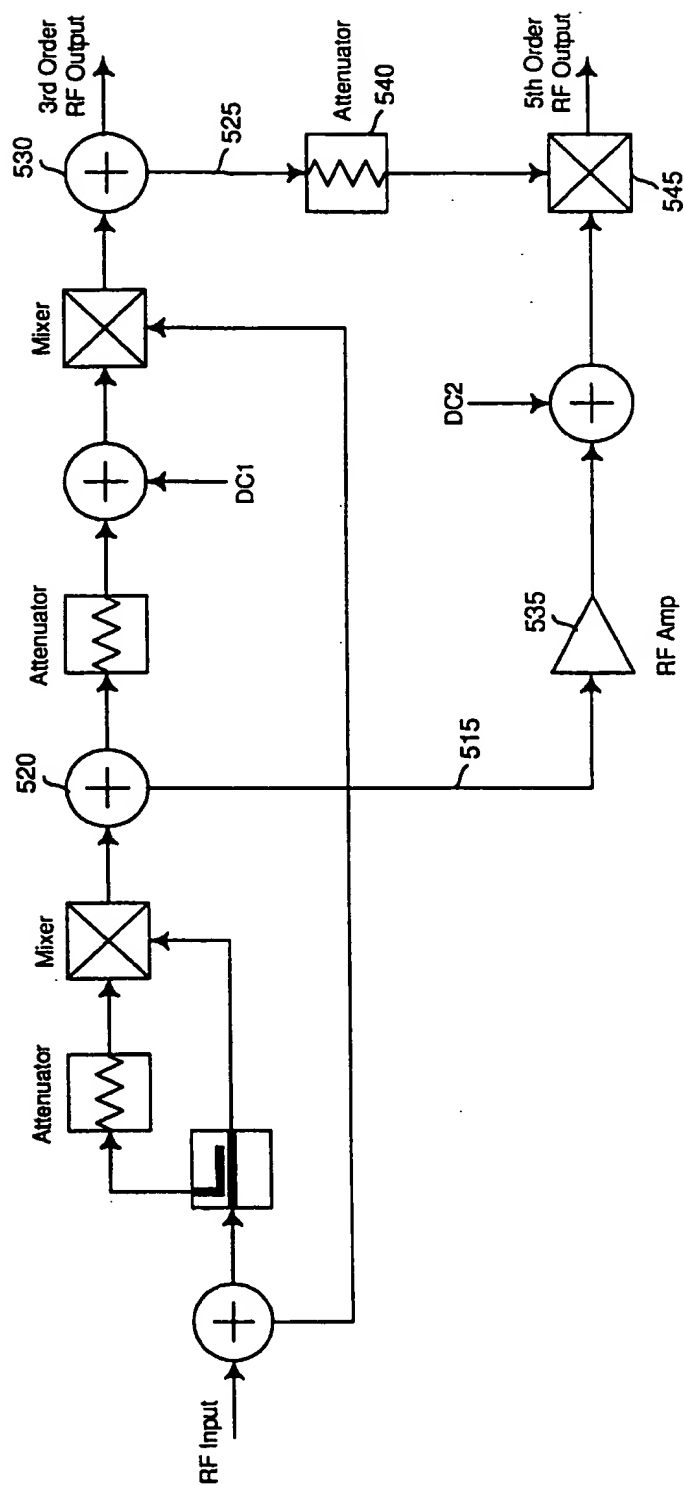 RF Input
Attenuator
Mixer
520
Attenuator
DC1
Mixer
530
3rd Order
RF Output
525
Attenuator
540
515
535
RF Amp
DC2
545
5th Order
RF Output